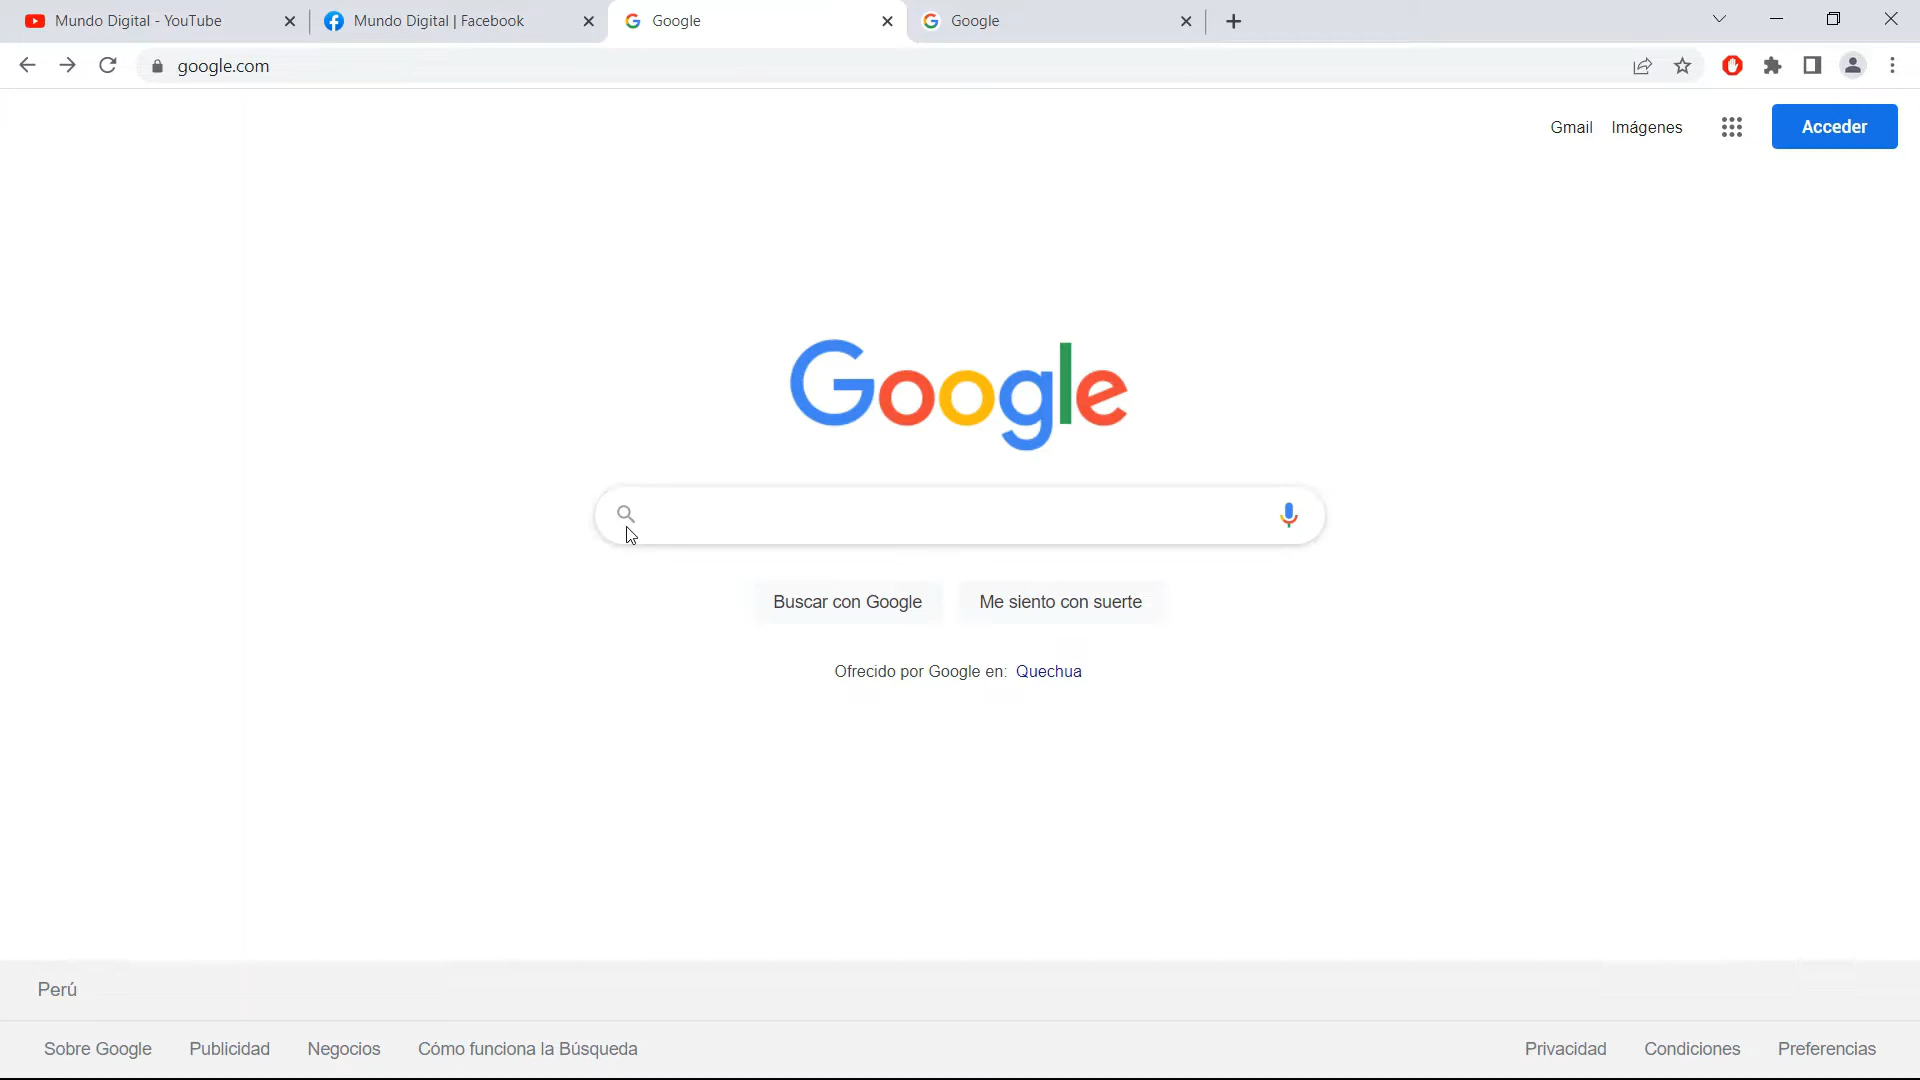 Mundo Digital - YouTube
Mundo Digital | Facebook
Google
Google
google.com
Gmail
Imágenes
Acceder
Google
Buscar con Google
Me siento con suerte
Ofrecido por Google en: Quechua
Perú
Sobre Google
Publicidad
Negocios
Cómo funciona la Búsqueda
Privacidad
Condiciones
Preferencias